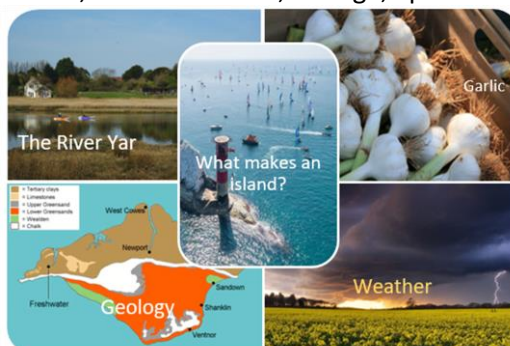 The River Yar
Garlic
What makes an
island?
= Tertiary clays
= Limestones
= Upper Greensand
= Lower Greensands
= Wealden
= Chalk
West Cowes
Newport
Freshwater
Sandown
Shanklin
Ventnor
Geology
Weather